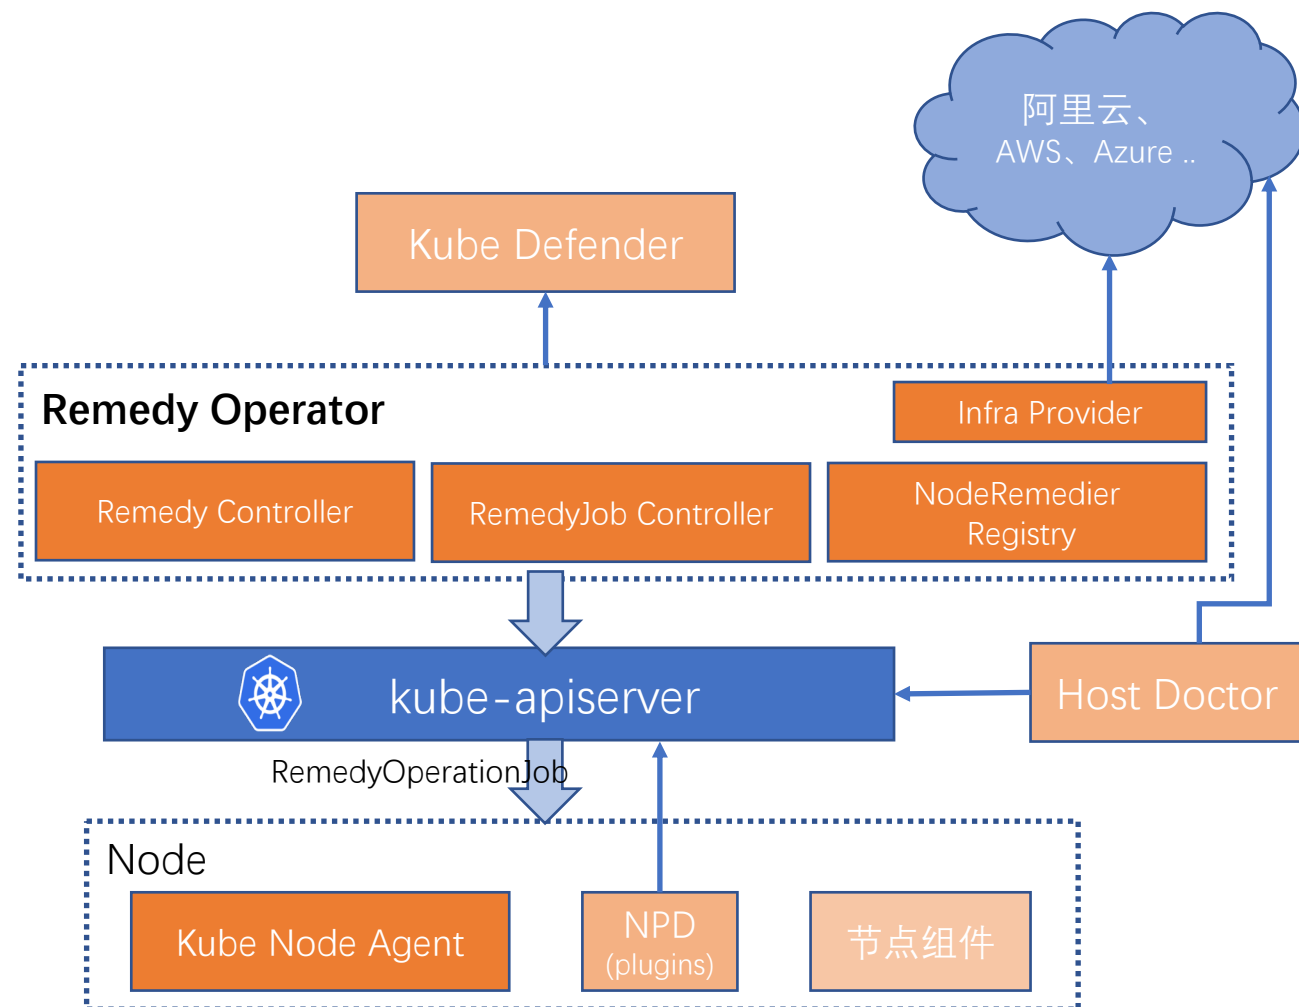 阿里云、
AWS、Azure ..
Kube Defender
Remedy Operator
Infra Provider
Remedy Controller
RemedyJob Controller
NodeRemedier
Registry
kube-apiserver
Host Doctor
RemedyOperationJob
Node
Kube Node Agent
NPD
(plugins)
节点组件